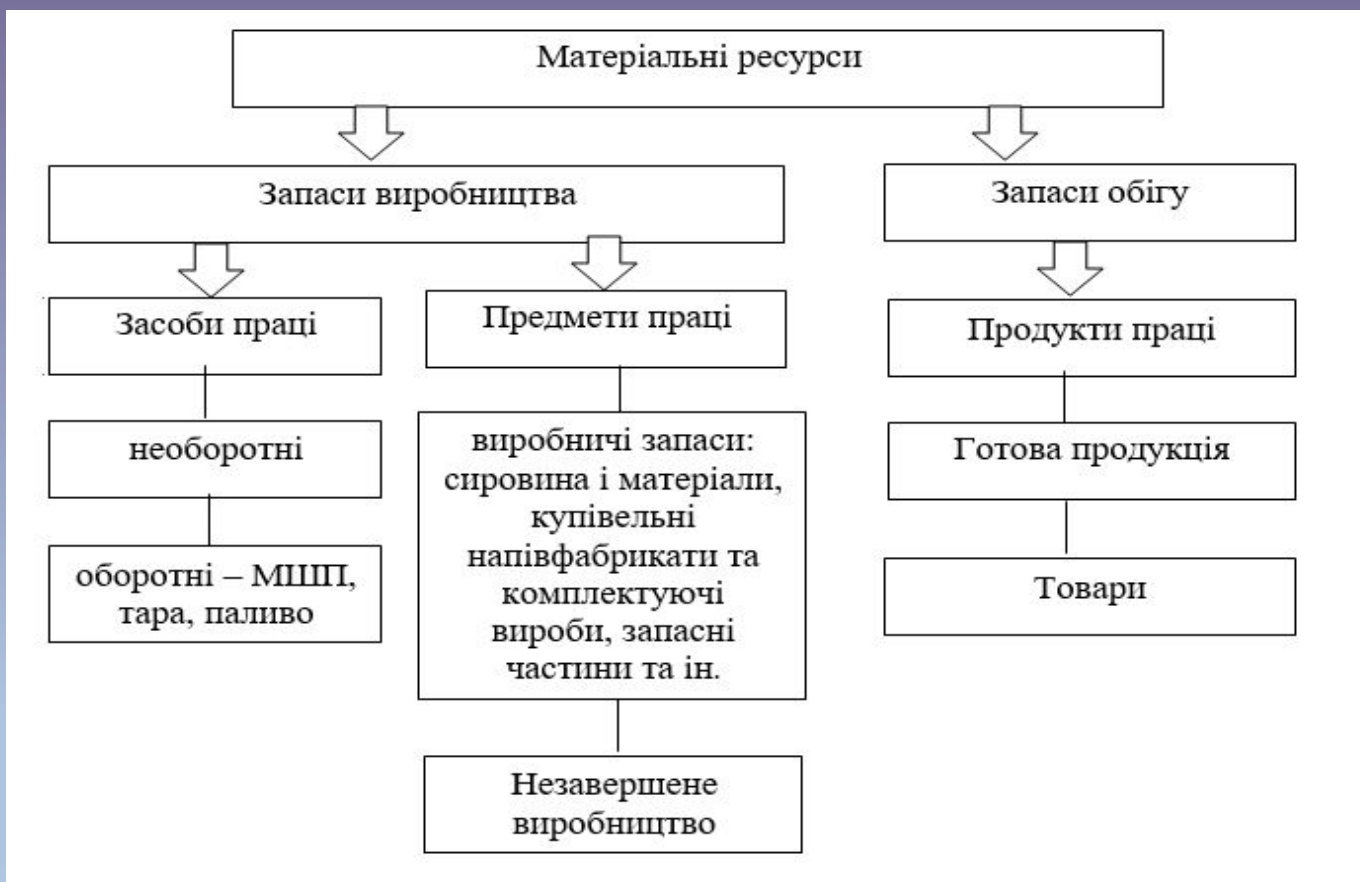 Матеріальні ресурси
Запаси виробництва
Запаси обігу
Засоби праці
Предмети праці
Продукти праці
необоротні
виробничі запаси:
сировина і матеріали,
купівельні
напівфабрикати та
комплектуючі
вироби, запасні
частини та ін.
Готова продукція
оборотні – МШП,
тара, паливо
Товари
Незавершене
виробництво